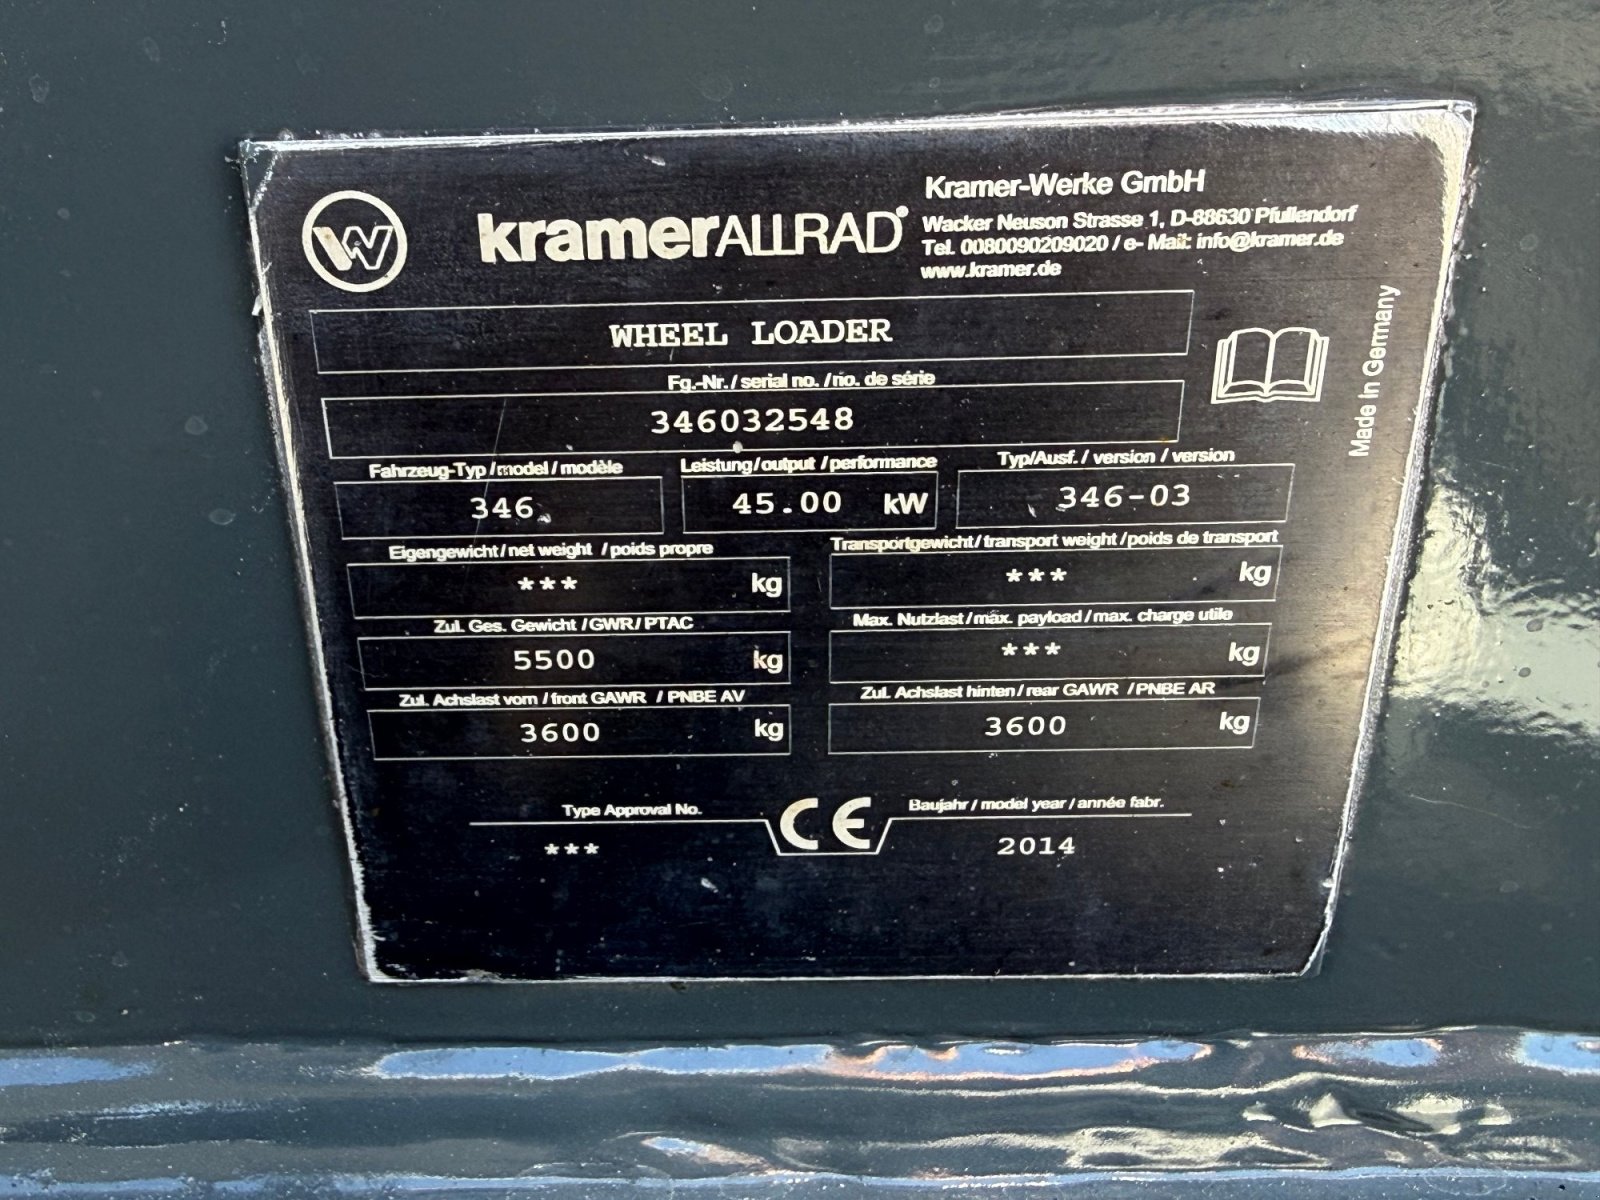 W
kramerALLRAD®
Kramer-Werke GmbH
Wacker Neuson Strasse 1, D-88630 Pfullendorf
Tel. 0080090209020 / e- Mail: info@kramer.de
www.kramer.de
WHEEL LOADER
Fg.-Nr. / serial no. / no. de série
346032548
Made in Germany
Fahrzeug-Typ / model / modèle
Leistung / output / performance
Typ/Ausf. / version / version
346
45.00 kW
346-03
Eigengewicht / net weight / poids propre
Transportgewicht / transport weight / poids de transport
*** kg
*** kg
Zul. Ges. Gewicht / GWR / PTAC
Max. Nutzlast / max. payload / max. charge utile
5500 kg
*** kg
Zul. Achslast vorn / front GAWR / PNBE AV
Zul. Achslast hinten / rear GAWR / PNBE AR
3600 kg
3600 kg
Type Approval No.
CE
Baujahr / model year / année fabr.
***
2014